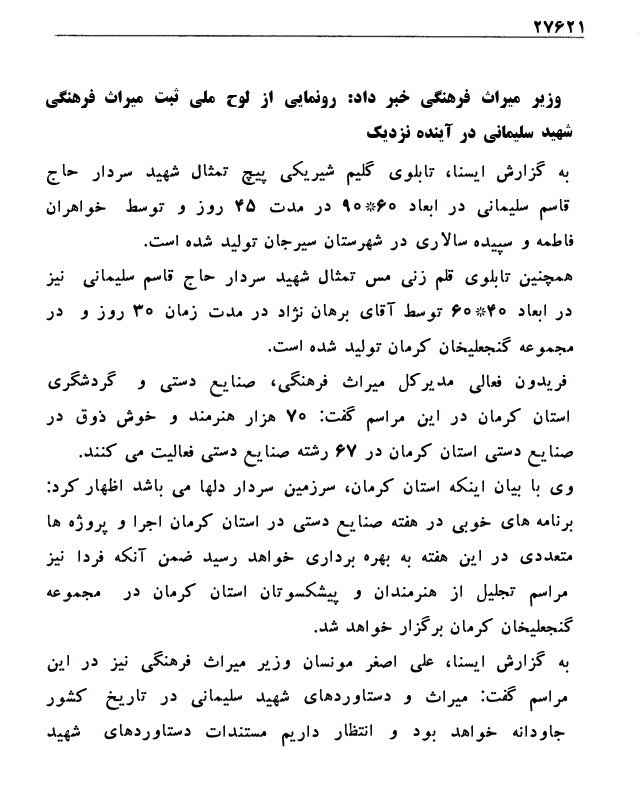 ۲۷۶۲۱
وزیر میراث فرهنگی خبر داد: رونمایی از لوح ملی ثبت میراث فرهنگی
شهید سلیمانی در آینده نزدیک
به گزارش ایسنا، تابلوی گلیم شیریکی پیچ تمثال شهید سردار حاج
قاسم سلیمانی در ابعاد ۶۰*۹۰ در مدت ۴۵ روز و توسط خواهران
فاطمه و سپیده سالاری در شهرستان سیرجان تولید شده است.
همچنین تابلوی قلم زنی مس تمثال شهید سردار حاج قاسم سلیمانی نیز
در ابعاد ۴۰*۶۰ توسط آقای برهان نژاد در مدت زمان ۳۰ روز و در
مجموعه گنجعلیخان کرمان تولید شده است.
فریدون فعالی مدیرکل میراث فرهنگی، صنایع دستی و گردشگری
استان کرمان در این مراسم گفت: ۷۰ هزار هنرمند و خوش ذوق در
صنایع دستی استان کرمان در ۶۷ رشته صنایع دستی فعالیت می کنند.
وی با بیان اینکه استان کرمان، سرزمین سردار دلها می باشد اظهار کرد:
برنامه های خوبی در هفته صنایع دستی در استان کرمان اجرا و پروژه ها
متعددی در این هفته به بهره برداری خواهد رسید ضمن آنکه فردا نیز
مراسم تجلیل از هنرمندان و پیشکسوتان استان کرمان در مجموعه
گنجعلیخان کرمان برگزار خواهد شد.
به گزارش ایسنا، علی اصغر مونسان وزیر میراث فرهنگی نیز در این
مراسم گفت: میراث و دستاوردهای شهید سلیمانی در تاریخ کشور
جاودانه خواهد بود و انتظار داریم مستندات دستاوردهای شهید